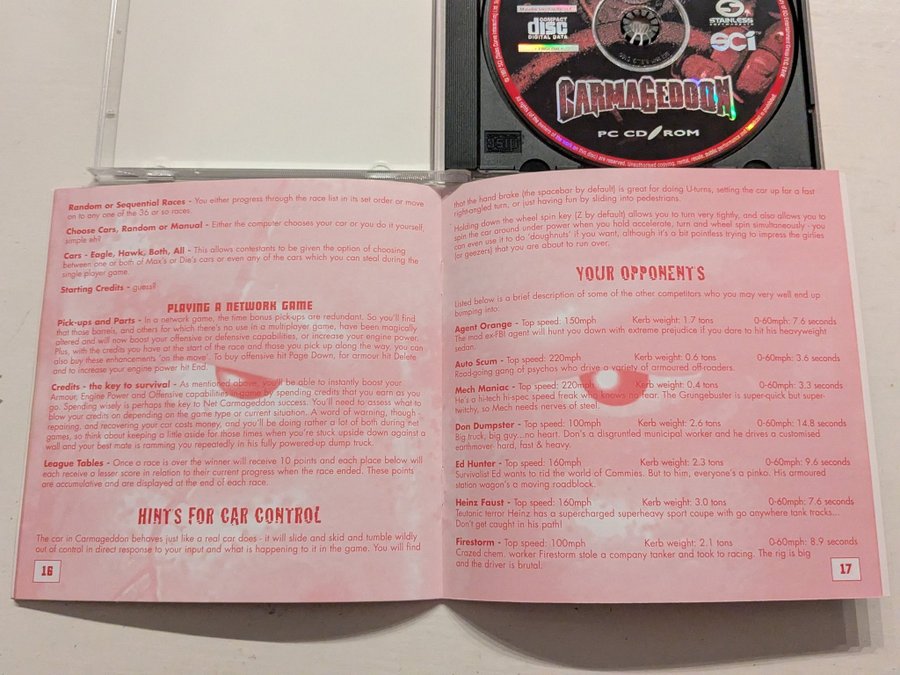 COMPACT
disc
DIGITAL DATA
STAINLESS
SCi
CARMAGEDDON
PC CD ROM
Random or Sequential Races - You either progress through the race list in its set order or move
on to any one of the 36 or so races.
Choose Cars, Random or Manual - Either the computer chooses your car or you do it yourself,
simple eh?
Cars - Eagle, Hawk, Both, All - This allows contestants to be given the option of choosing
between one or both of Max's or Die's cars or even any of the cars which you can steal during the
single player game.
Starting Credits - guess?
PLAYING A NETWORK GAME
Pick-ups and Parts - In a network game, the time bonus pick-ups are redundant. So you'll find
that those barrels, and others for which there's no use in a multiplayer game, have been magically
altered and will now boost your offensive or defensive capabilities, or increase your engine power.
Plus, with the credits you have at the start of the race and those you pick up along the way, you can
also buy these enhancements 'on the move'. To buy offensive hit Page Down, for armour hit Delete
and to increase your engine power hit End.
Credits - the key to survival - As mentioned above, you'll be able to instantly boost your
Armour, Engine Power and Offensive capabilities in-game by spending credits that you earn as you
go. Spending wisely is perhaps the key to Net Carmageddon success. You'll need to assess what to
blow your credits on depending on the game type or current situation. A word of warning, though -
repairing, and recovering your car costs money, and you'll be doing rather a lot of both during net
games, so think about keeping a little aside for those times when you're stuck upside down against a
wall and your best mate is ramming you repeatedly in his fully powered-up dump truck.
League Tables - Once a race is over the winner will receive 10 points and each place below will
each receive a lesser score in relation to their current progress when the race ended. These points
are accumulative and are displayed at the end of each race.
HINTS FOR CAR CONTROL
The car in Carmageddon behaves just like a real car does - it will slide and skid and tumble wildly
out of control in direct response to your input and what is happening to it in the game. You will find
16
that the hand brake (the spacebar by default) is great for doing U-turns, setting the car up for a fast
right-angled turn, or just having fun by sliding into pedestrians.
Holding down the wheel spin key (Z by default) allows you to turn very tightly, and also allows you to
spin the car around under power when you hold accelerate, turn and wheel spin simultaneously - you
can even use it to do 'doughnuts' if you want, although it's a bit pointless trying to impress the girlies
(or geezers) that you are about to run over.
YOUR OPPONENTS
Listed below is a brief description of some of the other competitors who you may very well end up
bumping into:
Agent Orange - Top speed: 150mph Kerb weight: 1.7 tons 0-60mph: 7.6 seconds
The mad ex-FBI agent will hunt you down with extreme prejudice if you dare to hit his heavyweight
sedan.
Auto Scum - Top speed: 220mph Kerb weight: 0.6 tons 0-60mph: 3.6 seconds
Road-going gang of psychos who drive a variety of armoured off-roaders.
Mech Maniac - Top speed: 220mph Kerb weight: 0.4 tons 0-60mph: 3.3 seconds
He's a hi-tech hi-spec speed freak who knows no fear. The Grungebuster is super-quick but super-
twitchy, so Mech needs nerves of steel.
Don Dumpster - Top speed: 100mph Kerb weight: 2.6 tons 0-60mph: 14.8 seconds
Big truck, big guy...no heart. Don's a disgruntled municipal worker and he drives a customised
earthmover- hard, fast & heavy.
Ed Hunter - Top speed: 160mph Kerb weight: 2.3 tons 0-60mph: 9.6 seconds
Survivalist Ed wants to rid the world of Commies. But to him, everyone's a pinko. His armoured
station wagon's a moving roadblock.
Heinz Faust - Top speed: 160mph Kerb weight: 3.0 tons 0-60mph: 7.6 seconds
Teutonic terror Heinz has a supercharged superheavy sport coupe with go anywhere tank tracks...
Don't get caught in his path!
Firestorm - Top speed: 100mph Kerb weight: 2.1 tons 0-60mph: 8.9 seconds
Crazed chem. worker Firestorm stole a company tanker and took to racing. The rig is big
and the driver is brutal.
17